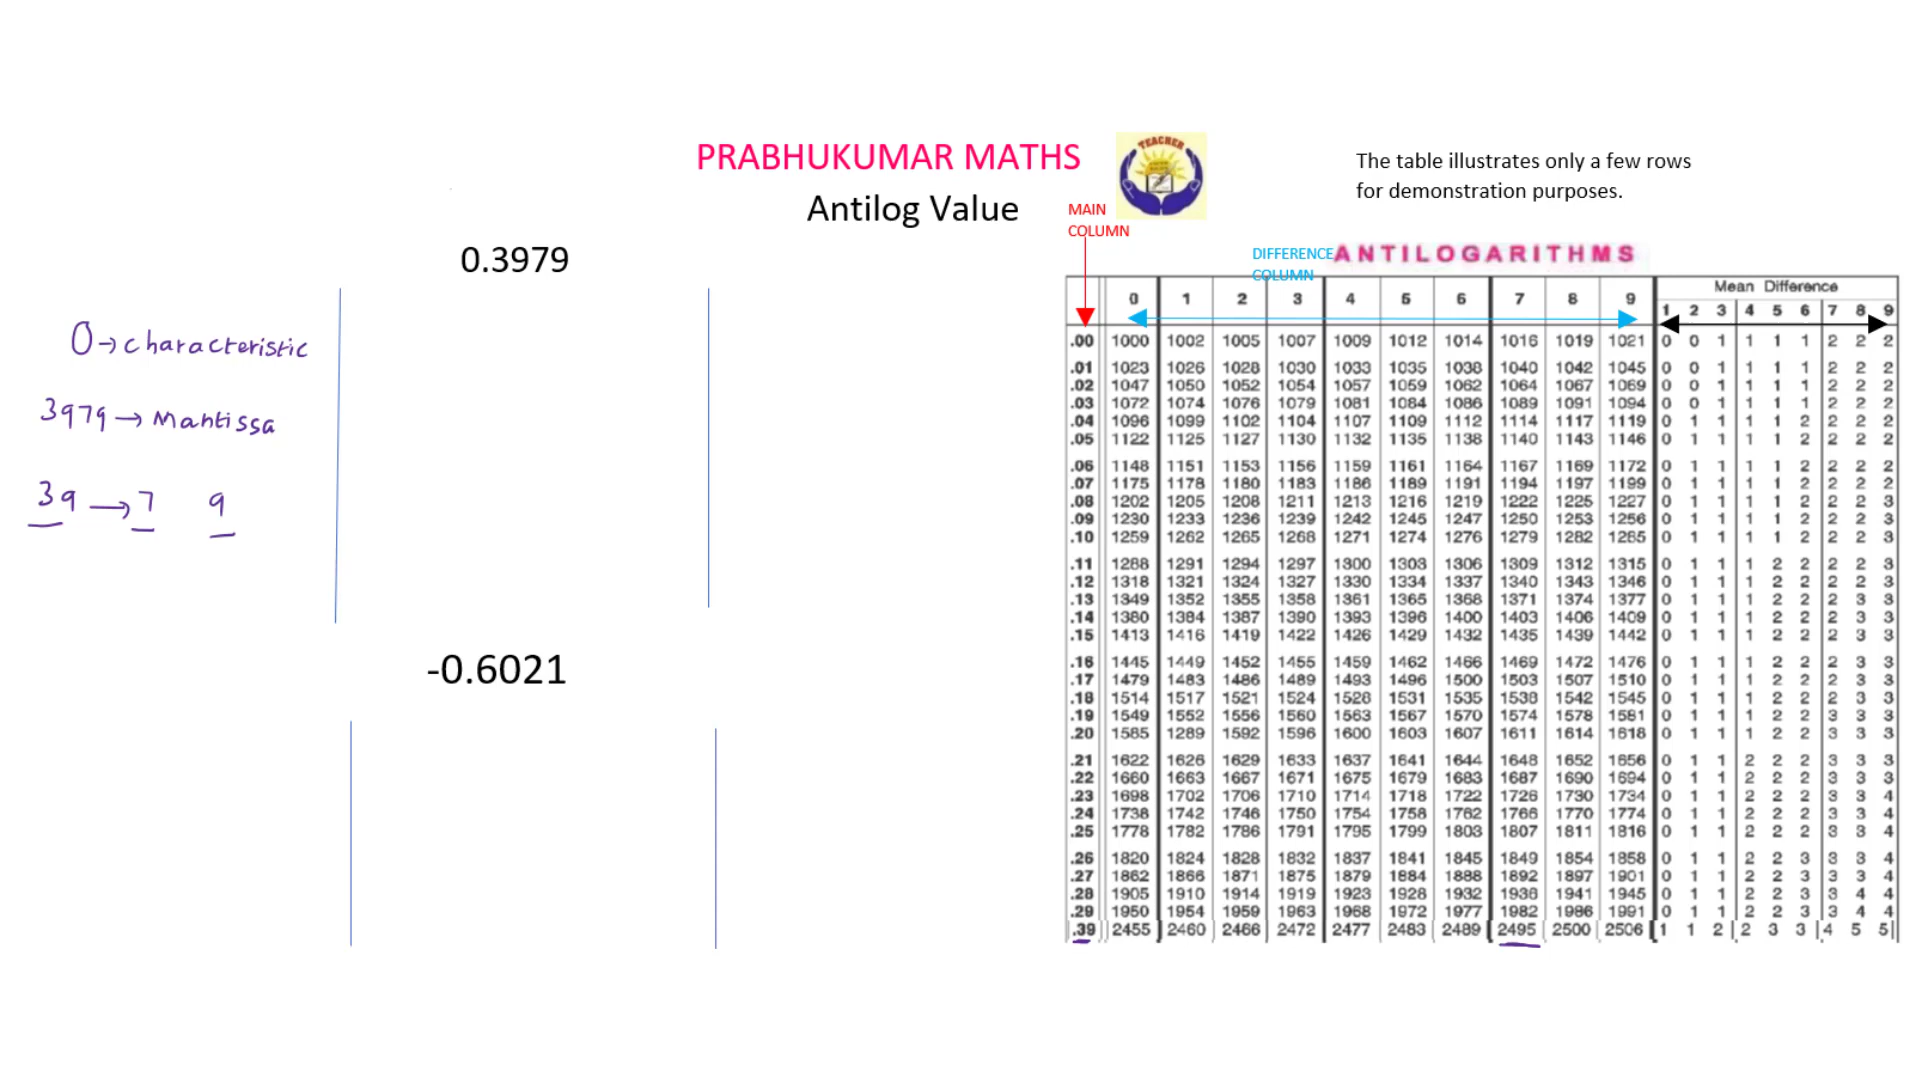 PRABHUKUMAR MATHS
TEACHER
The table illustrates only a few rows
for demonstration purposes.
Antilog Value
MAIN
COLUMN
0.3979
DIFFERENCE
COLUMN
ANTILOGARITHMS
Mean Difference
0 1 2 3 4 5 6 7 8 9 1 2 3 4 5 6 7 8 9
.00 1000 1002 1005 1007 1009 1012 1014 1016 1019 1021 0 0 1 1 1 1 2 2 2
.01 1023 1026 1028 1030 1033 1035 1038 1040 1042 1045 0 0 1 1 1 1 2 2 2
.02 1047 1050 1052 1054 1057 1059 1062 1064 1067 1069 0 0 1 1 1 1 2 2 2
.03 1072 1074 1076 1079 1081 1084 1086 1089 1091 1094 0 0 1 1 1 1 2 2 2
.04 1096 1099 1102 1104 1107 1109 1112 1114 1117 1119 0 1 1 1 1 2 2 2 2
.05 1122 1125 1127 1130 1132 1135 1138 1140 1143 1146 0 1 1 1 1 2 2 2 2
.06 1148 1151 1153 1156 1159 1161 1164 1167 1169 1172 0 1 1 1 1 2 2 2 2
.07 1175 1178 1180 1183 1186 1189 1191 1194 1197 1199 0 1 1 1 1 2 2 2 2
.08 1202 1205 1208 1211 1213 1216 1219 1222 1225 1227 0 1 1 1 1 2 2 2 3
.09 1230 1233 1236 1239 1242 1245 1247 1250 1253 1256 0 1 1 1 1 2 2 2 3
.10 1259 1262 1265 1268 1271 1274 1276 1279 1282 1285 0 1 1 1 1 2 2 2 3
.11 1288 1291 1294 1297 1300 1303 1306 1309 1312 1315 0 1 1 1 2 2 2 2 3
.12 1318 1321 1324 1327 1330 1334 1337 1340 1343 1346 0 1 1 1 2 2 2 2 3
.13 1349 1352 1355 1358 1361 1365 1368 1371 1374 1377 0 1 1 1 2 2 2 3 3
.14 1380 1384 1387 1390 1393 1396 1400 1403 1406 1409 0 1 1 1 2 2 2 3 3
.15 1413 1416 1419 1422 1426 1429 1432 1435 1439 1442 0 1 1 1 2 2 2 3 3
.16 1445 1449 1452 1455 1459 1462 1466 1469 1472 1476 0 1 1 1 2 2 2 3 3
.17 1479 1483 1486 1489 1493 1496 1500 1503 1507 1510 0 1 1 1 2 2 2 3 3
.18 1514 1517 1521 1524 1528 1531 1535 1538 1542 1545 0 1 1 1 2 2 2 3 3
.19 1549 1552 1556 1560 1563 1567 1570 1574 1578 1581 0 1 1 1 2 2 3 3 3
.20 1585 1289 1592 1596 1600 1603 1607 1611 1614 1618 0 1 1 1 2 2 3 3 3
.21 1622 1626 1629 1633 1637 1641 1644 1648 1652 1656 0 1 1 2 2 2 3 3 3
.22 1660 1663 1667 1671 1675 1679 1683 1687 1690 1694 0 1 1 2 2 2 3 3 3
.23 1698 1702 1706 1710 1714 1718 1722 1726 1730 1734 0 1 1 2 2 2 3 3 4
.24 1738 1742 1746 1750 1754 1758 1762 1766 1770 1774 0 1 1 2 2 2 3 3 4
.25 1778 1782 1786 1791 1795 1799 1803 1807 1811 1816 0 1 1 2 2 2 3 3 4
.26 1820 1824 1828 1832 1837 1841 1845 1849 1854 1858 0 1 1 2 2 3 3 3 4
.27 1862 1866 1871 1875 1879 1884 1888 1892 1897 1901 0 1 1 2 2 3 3 3 4
.28 1905 1910 1914 1919 1923 1928 1932 1936 1941 1945 0 1 1 2 2 3 3 4 4
.29 1950 1954 1959 1963 1968 1972 1977 1982 1986 1991 0 1 1 2 2 3 3 4 4
.39 2455 2460 2466 2472 2477 2483 2489 2495 2500 2506 1 1 2 2 3 3 4 5 5
0→characteristic
3979→Mantissa
39→7 9
-0.6021